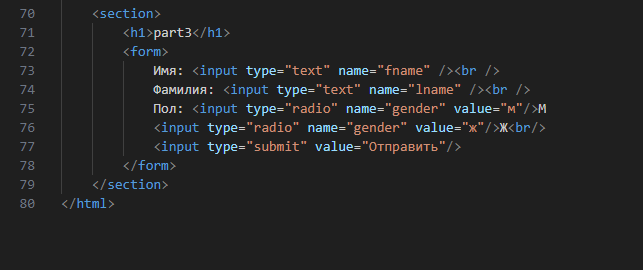 70 <section>
71 <h1>part3</h1>
72 <form>
73 Имя: <input type="text" name="fname" /><br />
74 Фамилия: <input type="text" name="lname" /><br />
75 Пол: <input type="radio" name="gender" value="м"/>М
76 <input type="radio" name="gender" value="ж"/>Ж<br/>
77 <input type="submit" value="Отправить"/>
78 </form>
79 </section>
80 </html>